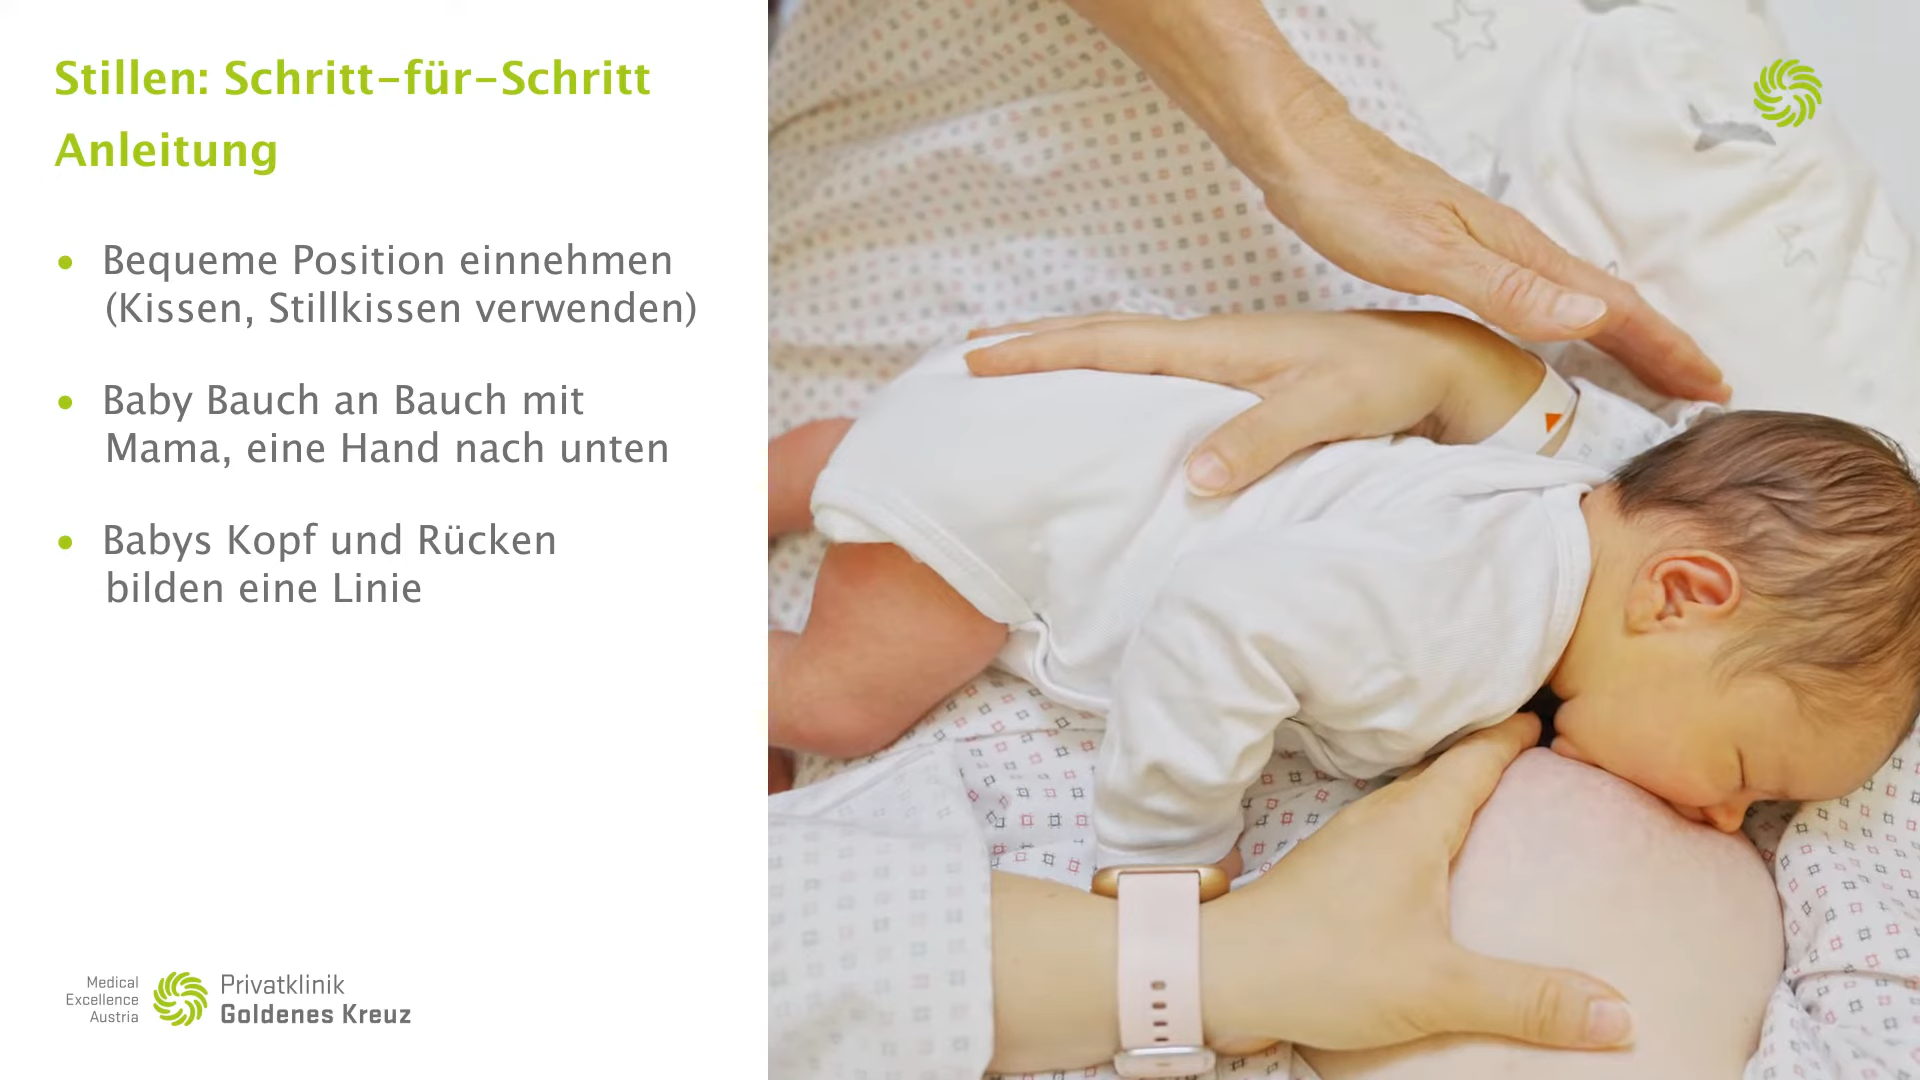 Stillen: Schritt-für-Schritt
Anleitung
• Bequeme Position einnehmen
(Kissen, Stillkissen verwenden)
• Baby Bauch an Bauch mit
Mama, eine Hand nach unten
• Babys Kopf und Rücken
bilden eine Linie
Medical
Excellence
Austria
Privatklinik
Goldenes Kreuz